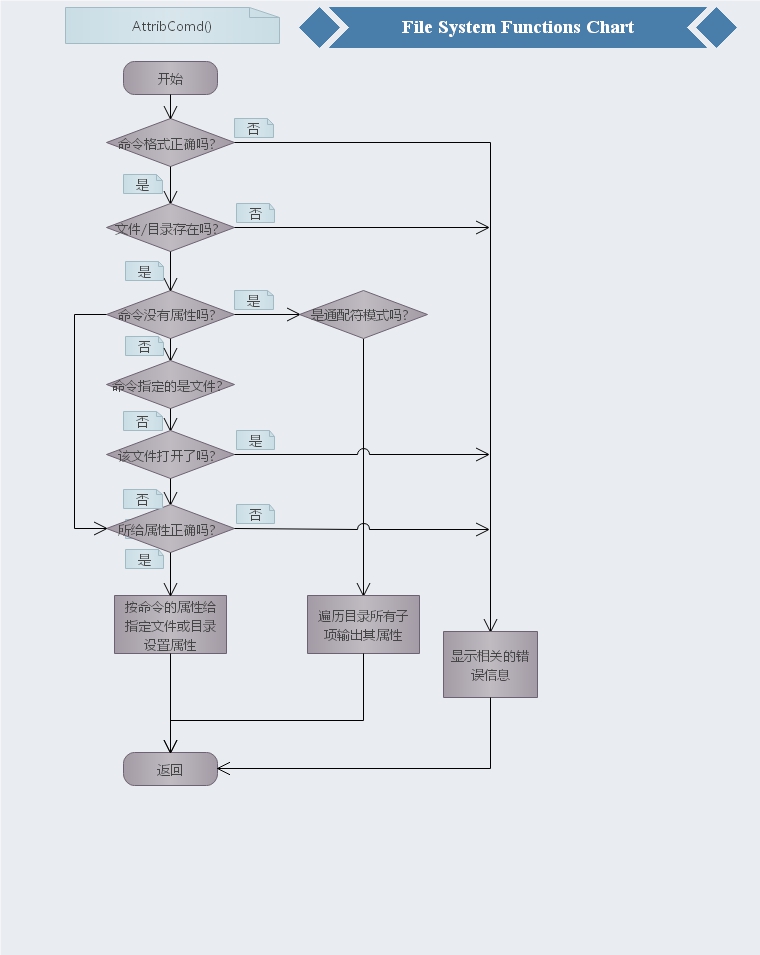 AttribComd()
File System Functions Chart
开始
命令格式正确吗?
否
是
文件/目录存在吗?
否
是
命令没有属性吗?
是
是通配符模式吗?
否
命令指定的是文件?
否
该文件打开了吗?
是
否
所给属性正确吗?
否
是
按命令的属性给
指定文件或目录
设置属性
遍历目录所有子
项输出其属性
显示相关的错
误信息
返回